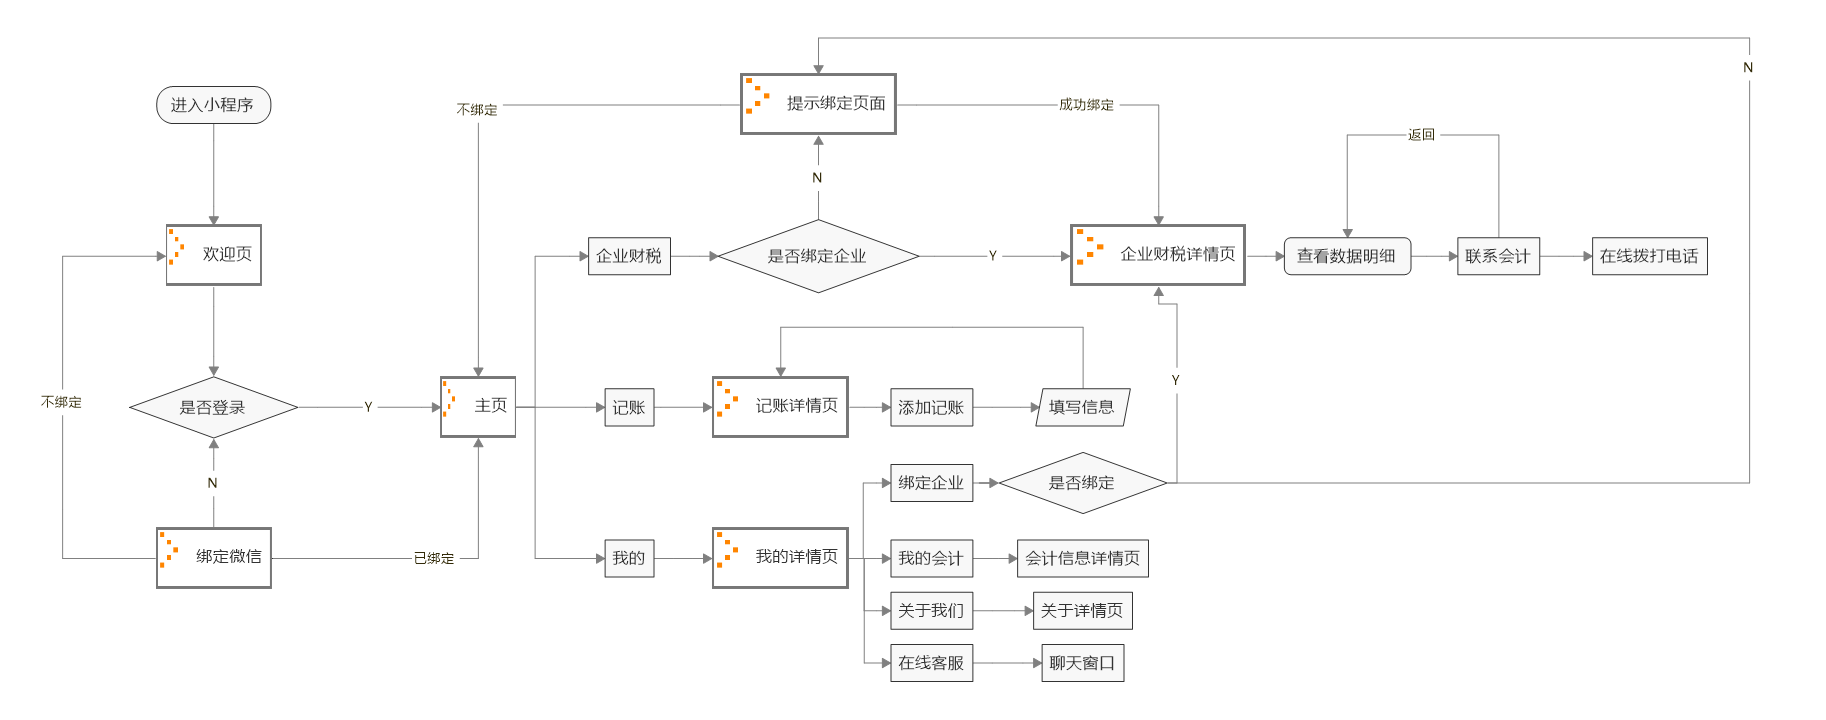 N
进入小程序
不绑定
提示绑定页面
成功绑定
返回
N
欢迎页
企业财税
是否绑定企业
Y
企业财税详情页
查看数据明细
联系会计
在线拨打电话
不绑定
是否登录
Y
主页
记账
记账详情页
添加记账
填写信息
Y
N
绑定企业
是否绑定
绑定微信
已绑定
我的
我的详情页
我的会计
会计信息详情页
关于我们
关于详情页
在线客服
聊天窗口